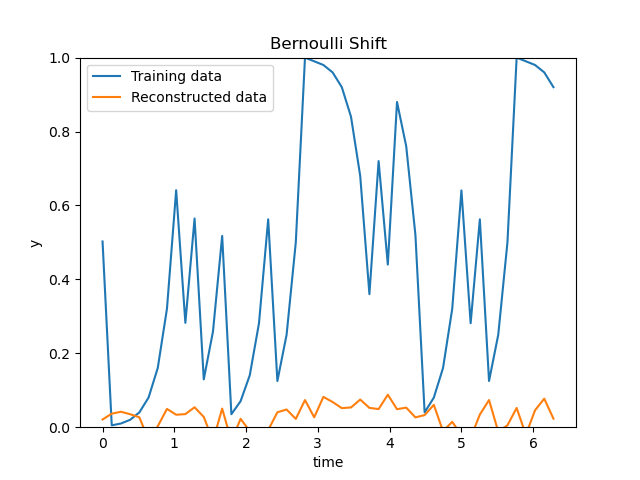 Bernoulli Shift
Training data
Reconstructed data
1.0
0.8
0.6
0.4
0.2
0.0
y
0 1 2 3 4 5 6
time